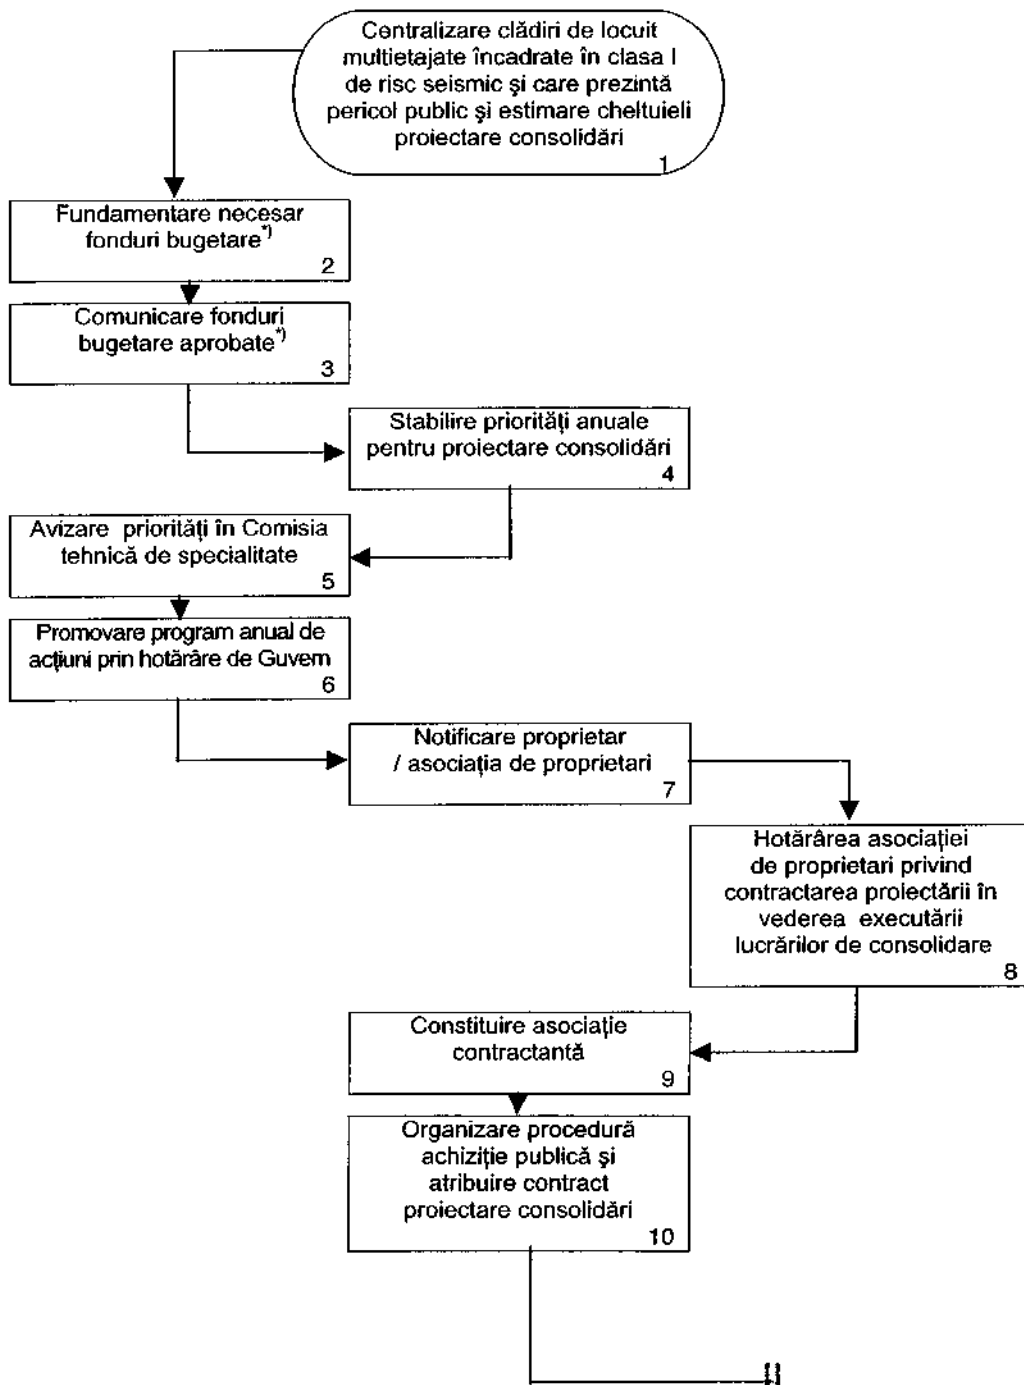 Centralizare clădiri de locuit
multietajate încadrate în clasa I
de risc seismic şi care prezintă
pericol public şi estimare cheltuieli
proiectare consolidări
1
Fundamentare necesar
fonduri bugetare*)
2
Comunicare fonduri
bugetare aprobate*)
3
Stabilire priorităţi anuale
pentru proiectare consolidări
4
Avizare priorităţi în Comisia
tehnică de specialitate
5
Promovare program anual de
acţiuni prin hotărâre de Guvern
6
Notificare proprietar
/ asociaţia de proprietari
7
Hotărârea asociaţiei
de proprietari privind
contractarea proiectării în
vederea executării
lucrărilor de consolidare
8
Constituire asociaţie
contractantă
9
Organizare procedură
achiziţie publică şi
atribuire contract
proiectare consolidări
10